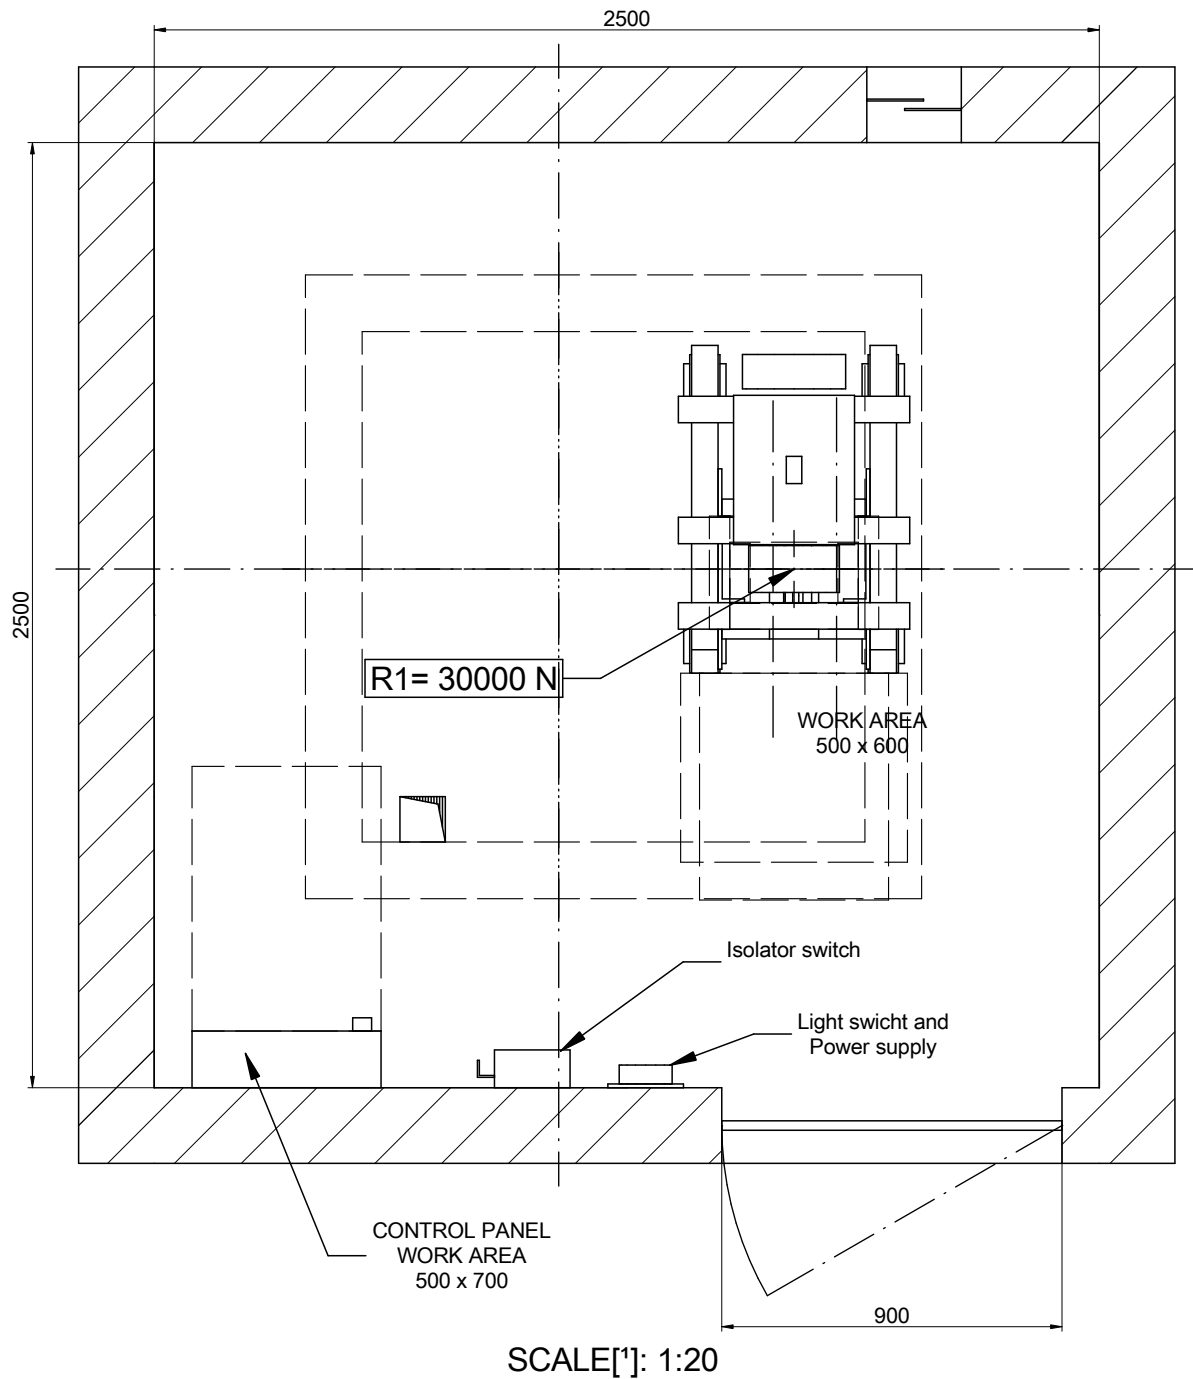 2500
2500
R1= 30000 N
WORK AREA
500 x 600
Isolator switch
Light swicht and
Power supply
CONTROL PANEL
WORK AREA
500 x 700
900
SCALE[¹]: 1:20